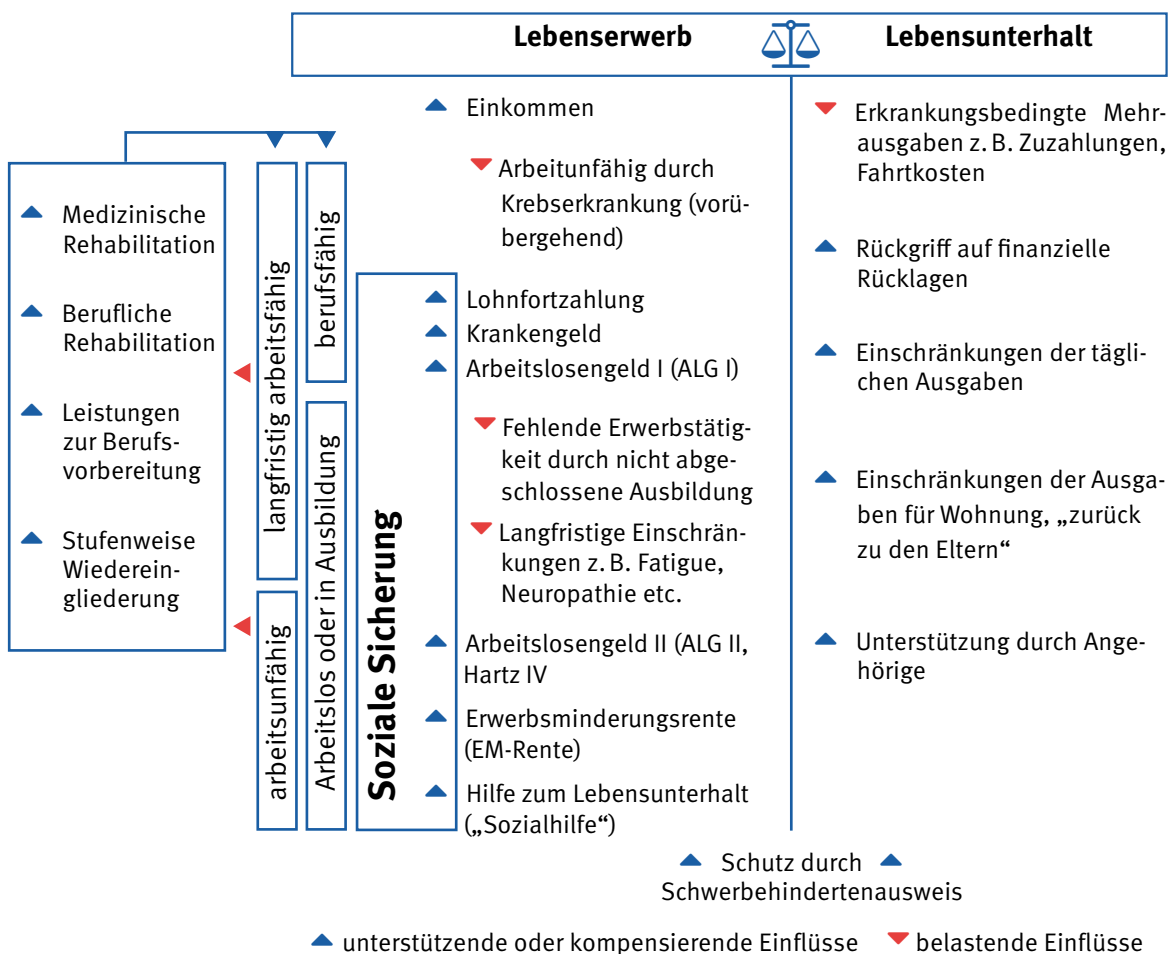 Lebenserwerb
Lebensunterhalt
Medizinische
Rehabilitation
Berufliche
Rehabilitation
Leistungen
zur Berufs-
vorbereitung
Stufenweise
Wiederein-
gliederung
langfristig arbeitsfähig
arbeitsunfähig
berufsfähig
Arbeitslos oder in Ausbildung
Soziale Sicherung
Einkommen
Arbeitunfähig durch
Krebserkrankung (vorü-
bergehend)
Lohnfortzahlung
Krankengeld
Arbeitslosengeld I (ALG I)
Fehlende Erwerbstätig-
keit durch nicht abge-
schlossene Ausbildung
Langfristige Einschrän-
kungen z. B. Fatigue,
Neuropathie etc.
Arbeitslosengeld II (ALG II,
Hartz IV
Erwerbsminderungsrente
(EM-Rente)
Hilfe zum Lebensunterhalt
(„Sozialhilfe“)
Erkrankungsbedingte Mehr-
ausgaben z. B. Zuzahlungen,
Fahrtkosten
Rückgriff auf finanzielle
Rücklagen
Einschränkungen der täg-
lichen Ausgaben
Einschränkungen der Ausga-
ben für Wohnung, „zurück
zu den Eltern“
Unterstützung durch Ange-
hörige
Schutz durch
Schwerbehindertenausweis
unterstützende oder kompensierende Einflüsse
belastende Einflüsse